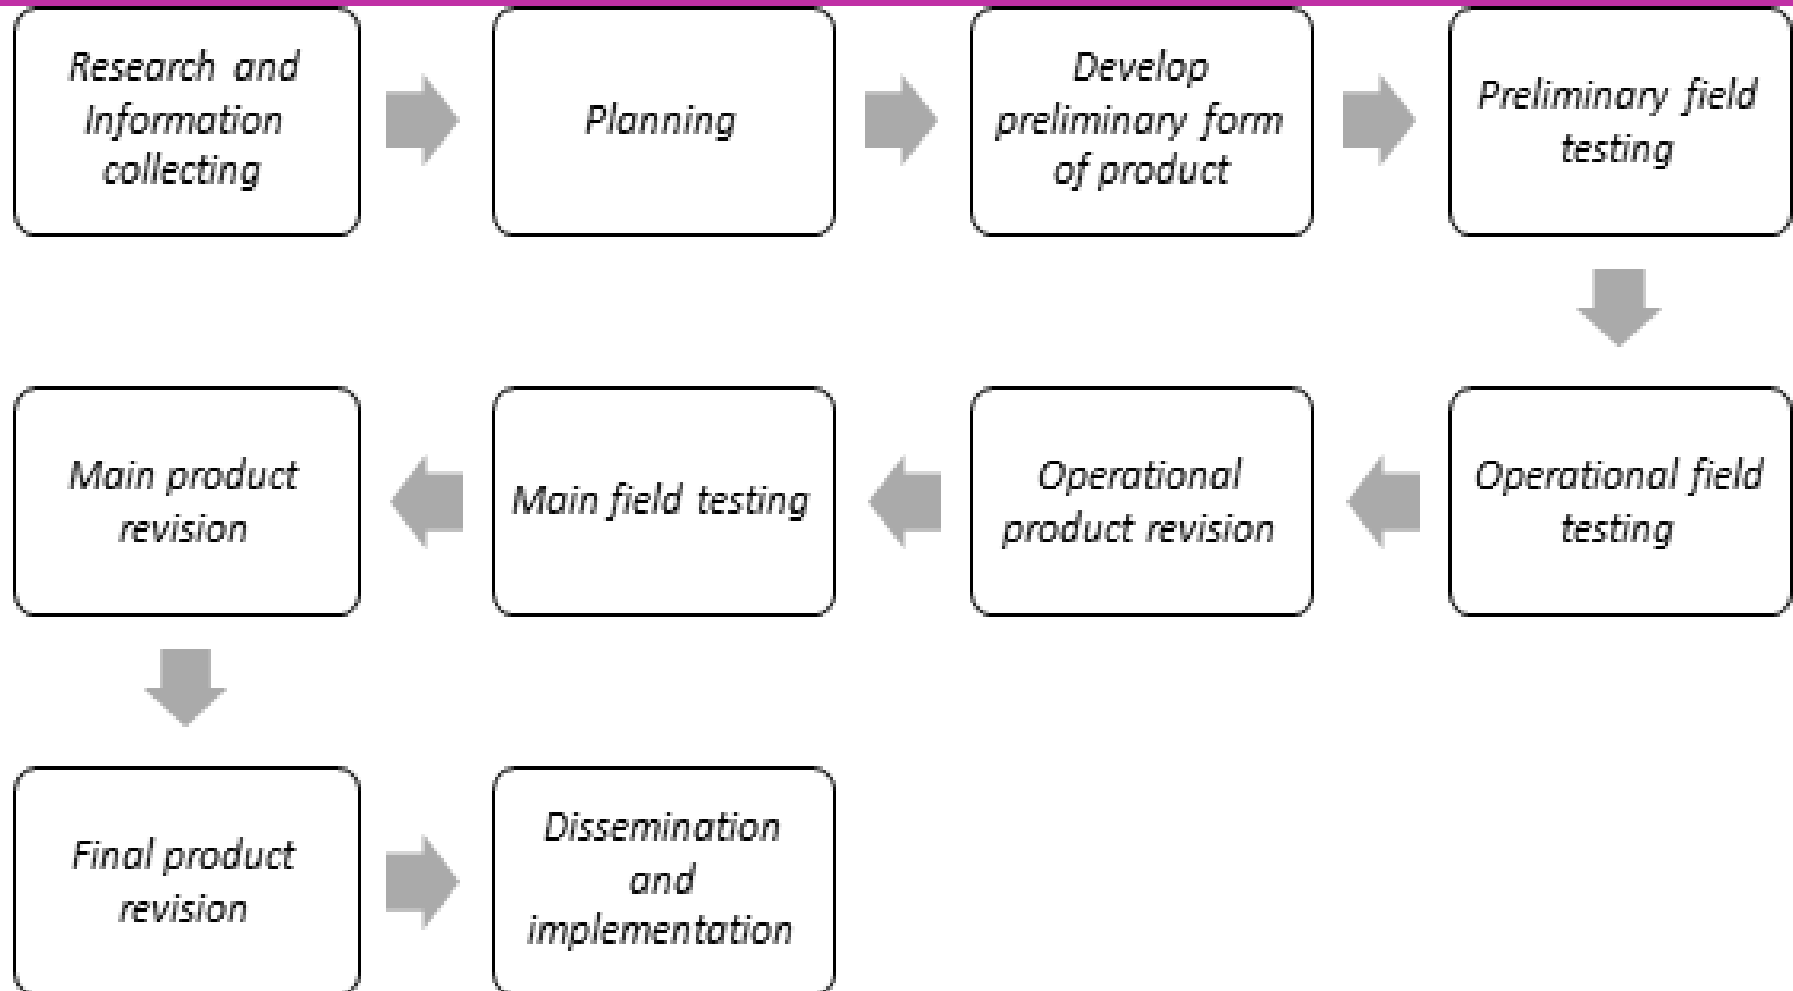 Research and
Information
collecting
Planning
Develop
preliminary form
of product
Preliminary field
testing
Operational field
testing
Operational
product revision
Main field testing
Main product
revision
Final product
revision
Dissemination
and
implementation